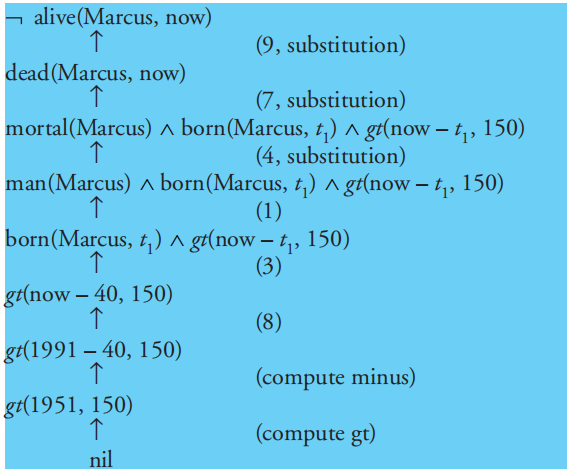 ¬ alive(Marcus, now)
↑ (9, substitution)
dead(Marcus, now)
↑ (7, substitution)
mortal(Marcus) ∧ born(Marcus, t₁) ∧ gt(now – t₁, 150)
↑ (4, substitution)
man(Marcus) ∧ born(Marcus, t₁) ∧ gt(now – t₁, 150)
↑ (1)
born(Marcus, t₁) ∧ gt(now – t₁, 150)
↑ (3)
gt(now – 40, 150)
↑ (8)
gt(1991 – 40, 150)
↑ (compute minus)
gt(1951, 150)
↑ (compute gt)
nil